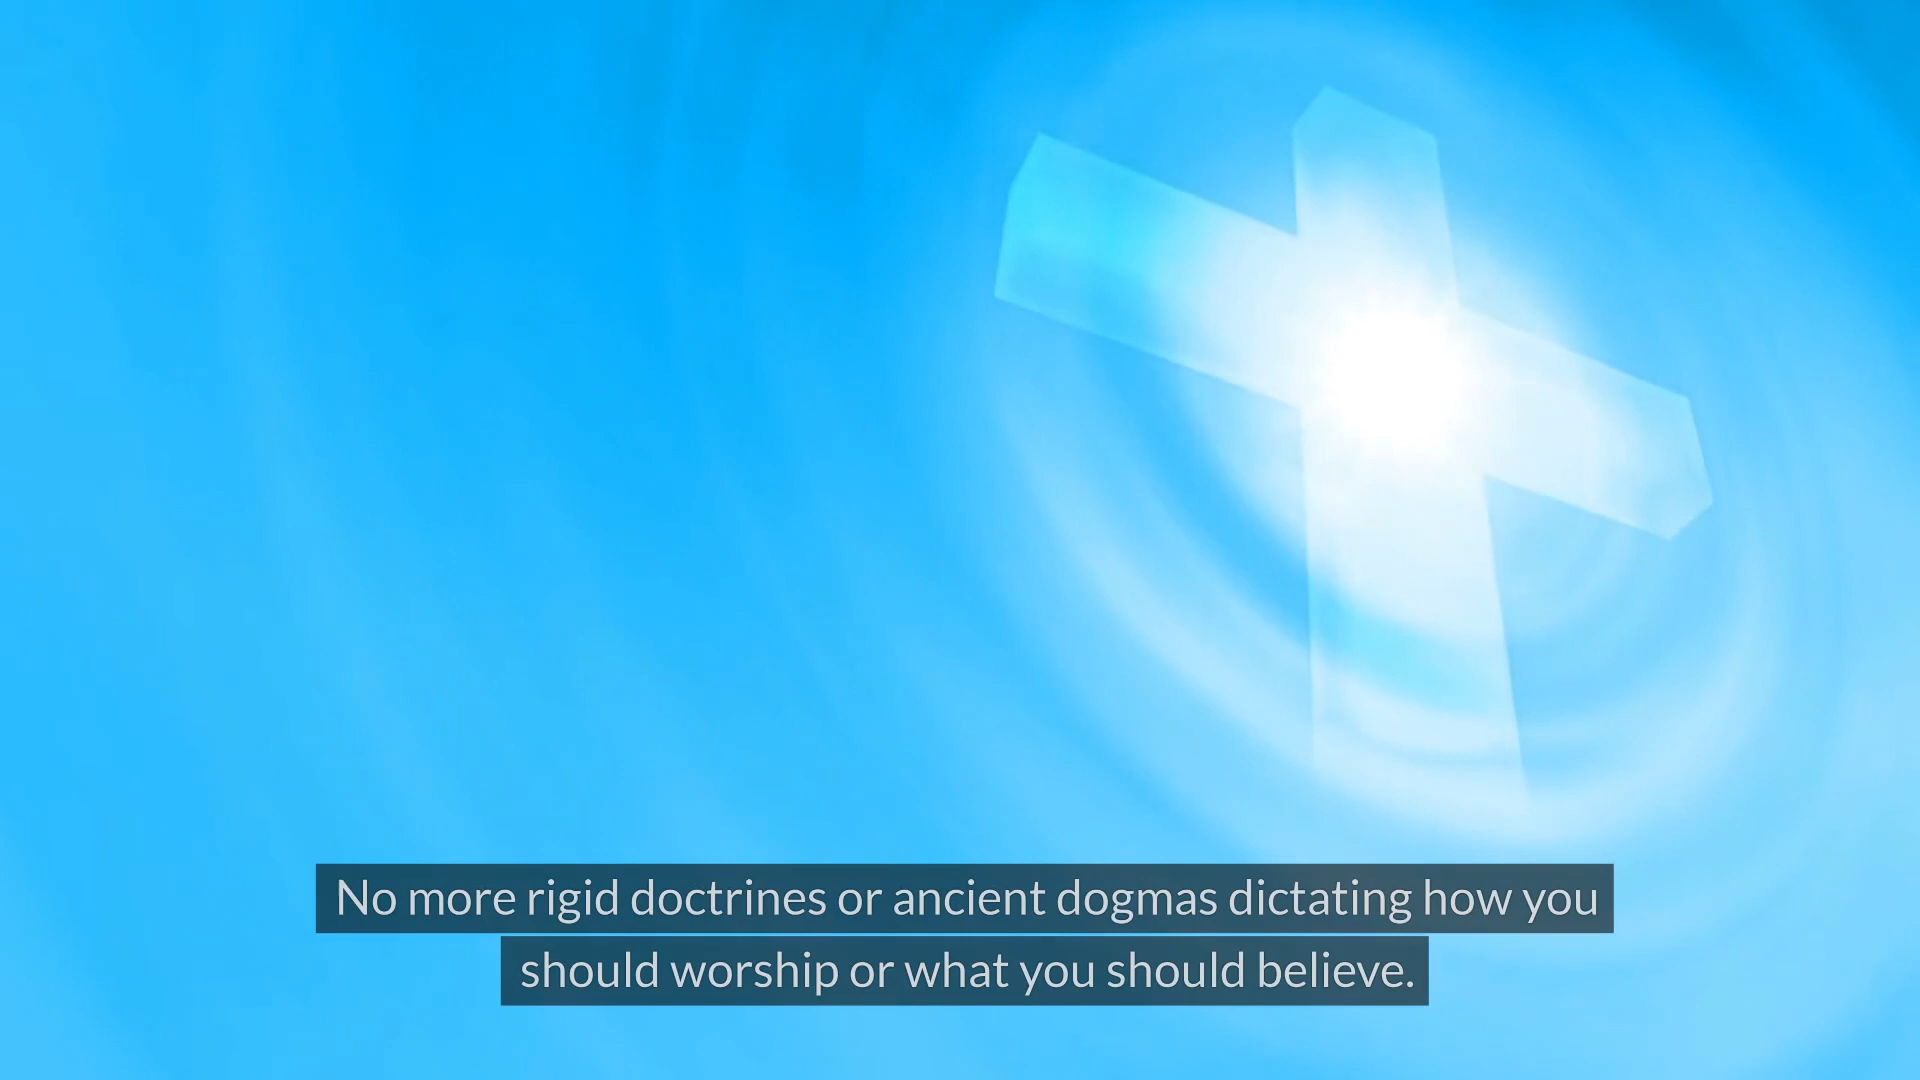 No more rigid doctrines or ancient dogmas dictating how you
should worship or what you should believe.